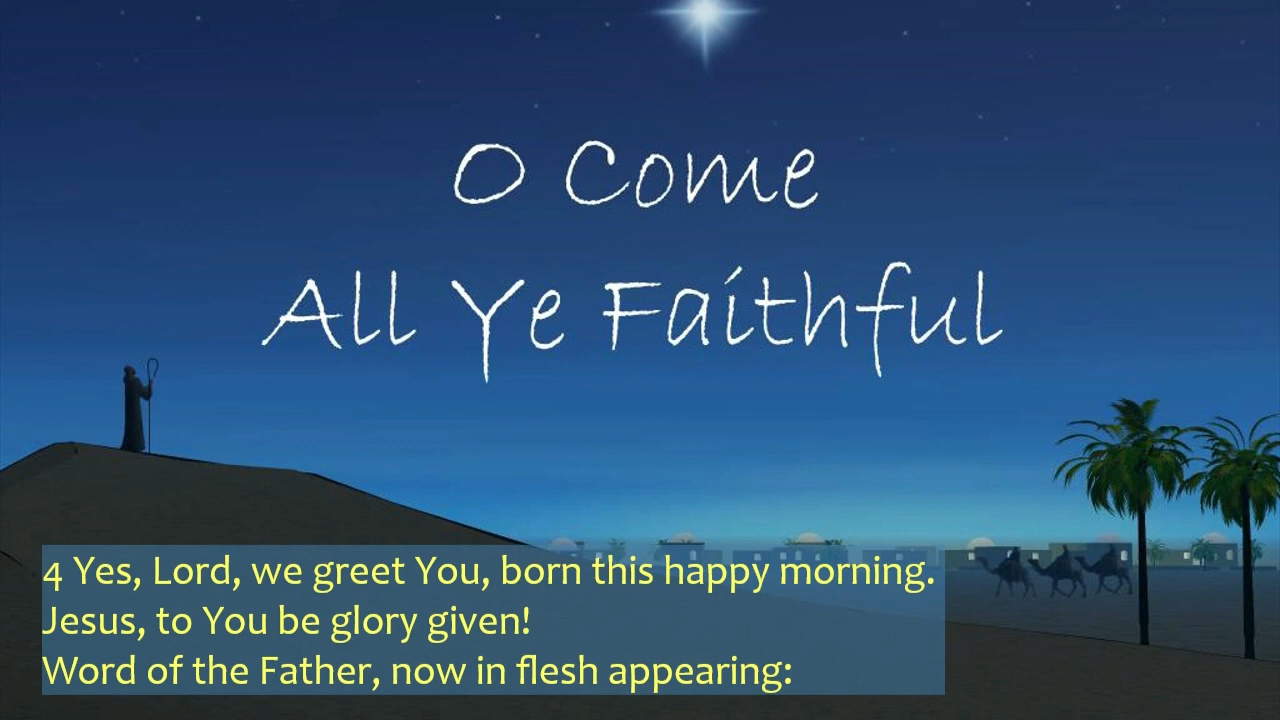 O Come
All Ye Faithful
4 Yes, Lord, we greet You, born this happy morning.
Jesus, to You be glory given!
Word of the Father, now in flesh appearing: